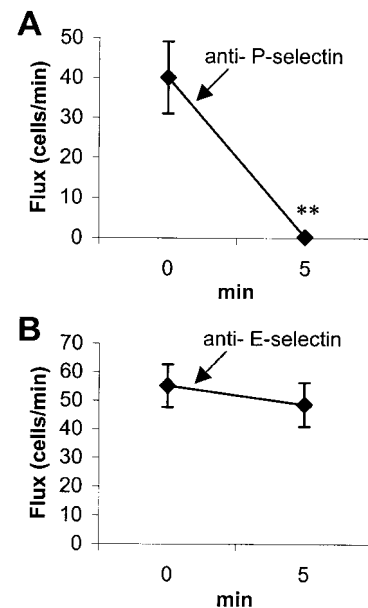 A
Flux (cells/min)
50
40
30
20
10
0
anti- P-selectin
**
0 5
min
B
Flux (cells/min)
70
60
50
40
30
20
10
0
anti- E-selectin
0 5
min